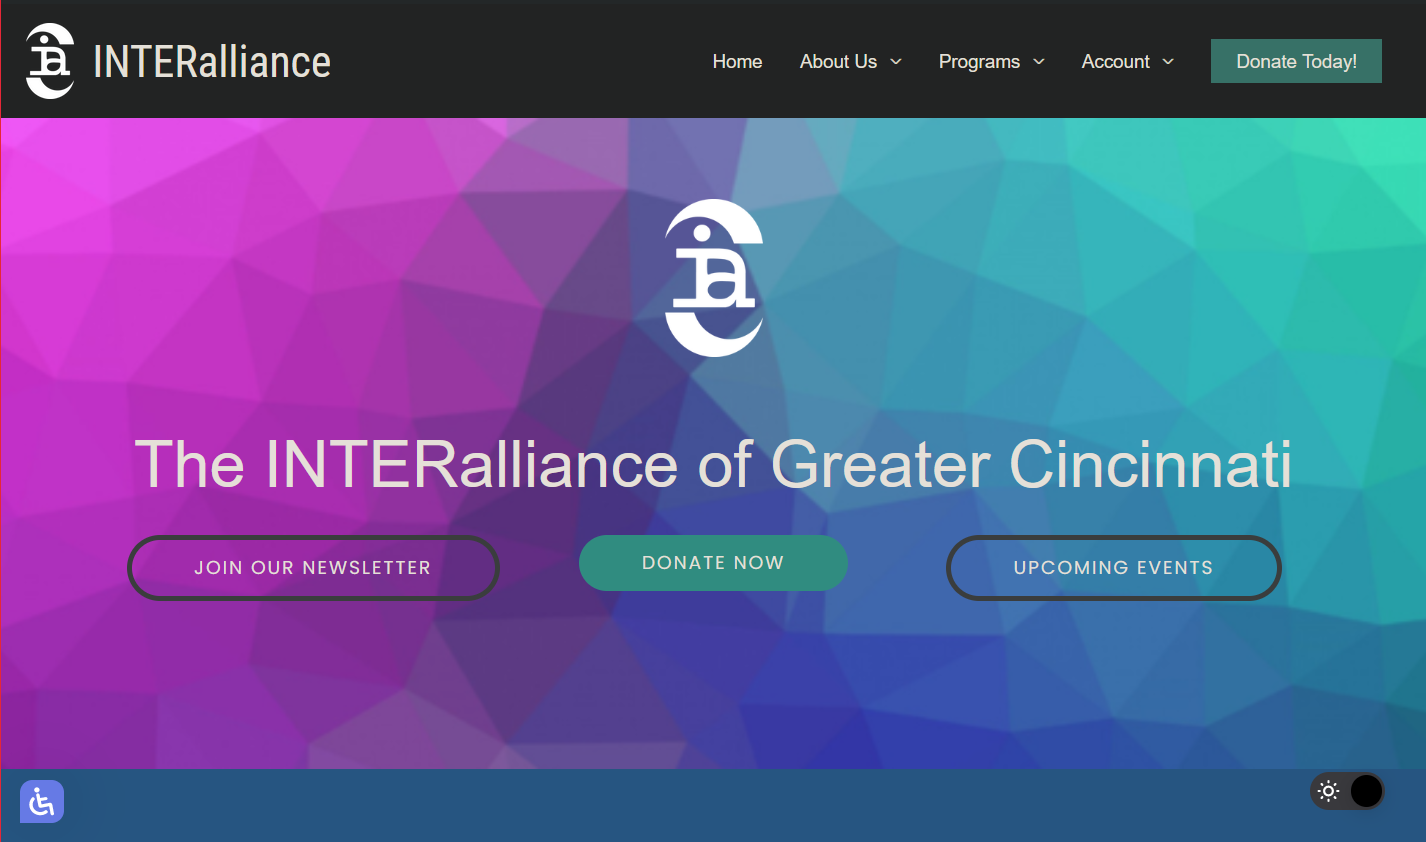 INTERalliance
Home
About Us
Programs
Account
Donate Today!
ia
The INTERalliance of Greater Cincinnati
JOIN OUR NEWSLETTER
DONATE NOW
UPCOMING EVENTS